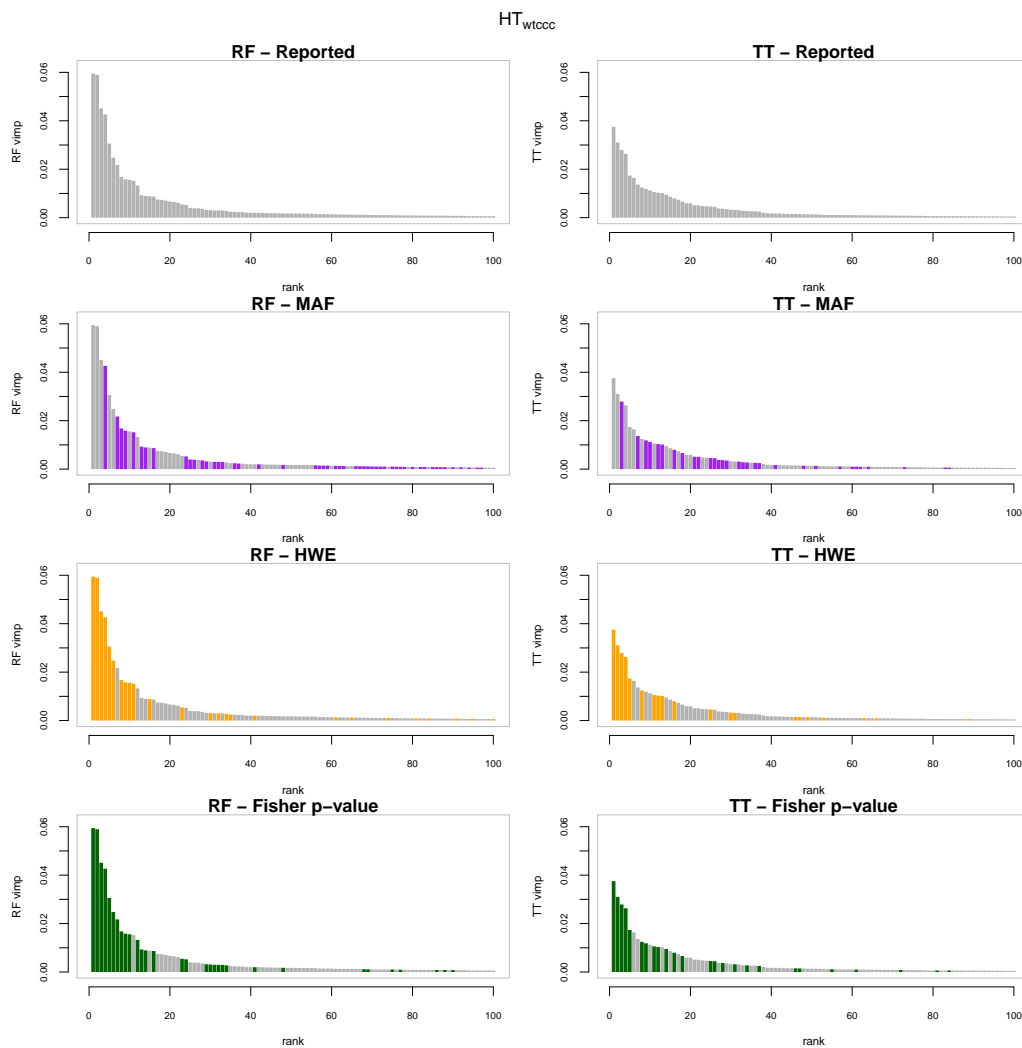 HTwtccc
RF − Reported
TT − Reported
RF vimp
0.00 0.02 0.04 0.06
0 20 40 60 80 100
rank
TT vimp
0.00 0.02 0.04 0.06
0 20 40 60 80 100
rank
RF − MAF
TT − MAF
RF vimp
0.00 0.02 0.04 0.06
0 20 40 60 80 100
rank
TT vimp
0.00 0.02 0.04 0.06
0 20 40 60 80 100
rank
RF − HWE
TT − HWE
RF vimp
0.00 0.02 0.04 0.06
0 20 40 60 80 100
rank
TT vimp
0.00 0.02 0.04 0.06
0 20 40 60 80 100
rank
RF − Fisher p−value
TT − Fisher p−value
RF vimp
0.00 0.02 0.04 0.06
0 20 40 60 80 100
rank
TT vimp
0.00 0.02 0.04 0.06
0 20 40 60 80 100
rank